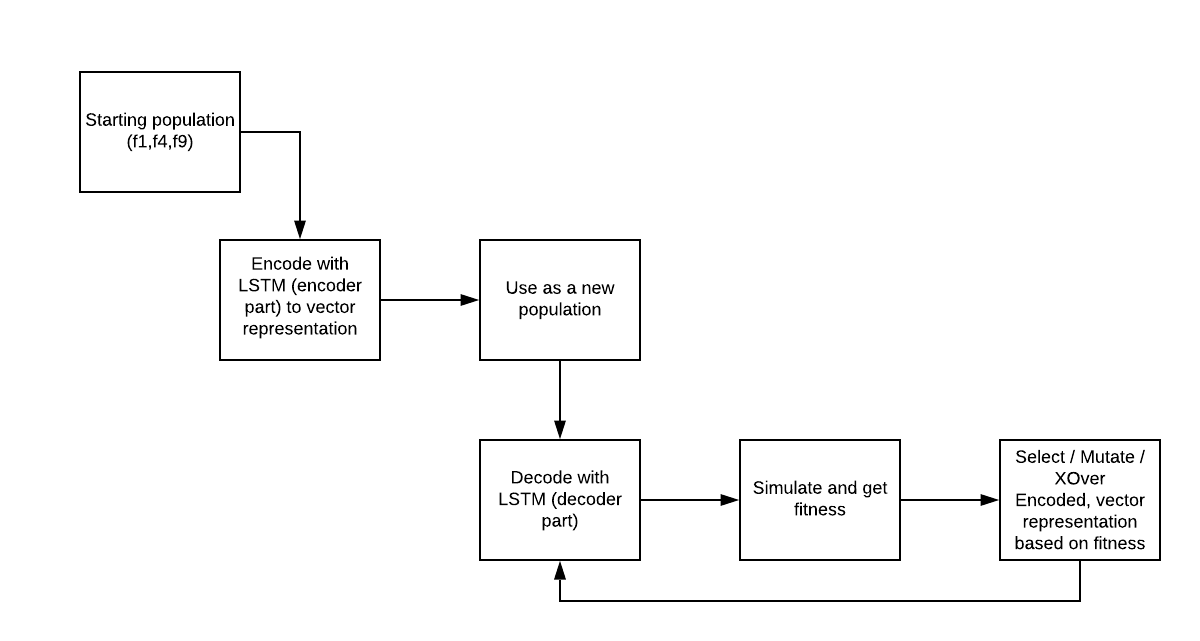 Starting population
(f1,f4,f9)
Encode with
LSTM (encoder
part) to vector
representation
Use as a new
population
Decode with
LSTM (decoder
part)
Simulate and get
fitness
Select / Mutate /
XOver
Encoded, vector
representation
based on fitness